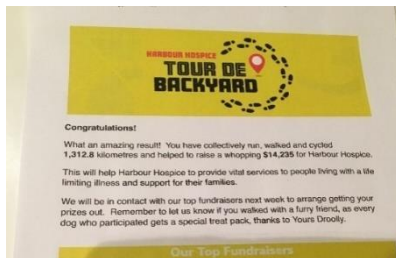 HARBOUR HOSPICE
TOUR DE
BACKYARD
Congratulations!
What an amazing result! You have collectively run, walked and cycled
1,312.8 kilometres and helped to raise a whopping $14,235 for Harbour Hospice.
This will help Harbour Hospice to provide vital services to people living with a life
limiting illness and support for their families.
We will be in contact with our top fundraisers next week to arrange getting your
prizes out. Remember to let us know if you walked with a furry friend, as every
dog who participated gets a special treat pack, thanks to Yours Droolly.
Our Top Fundraisers